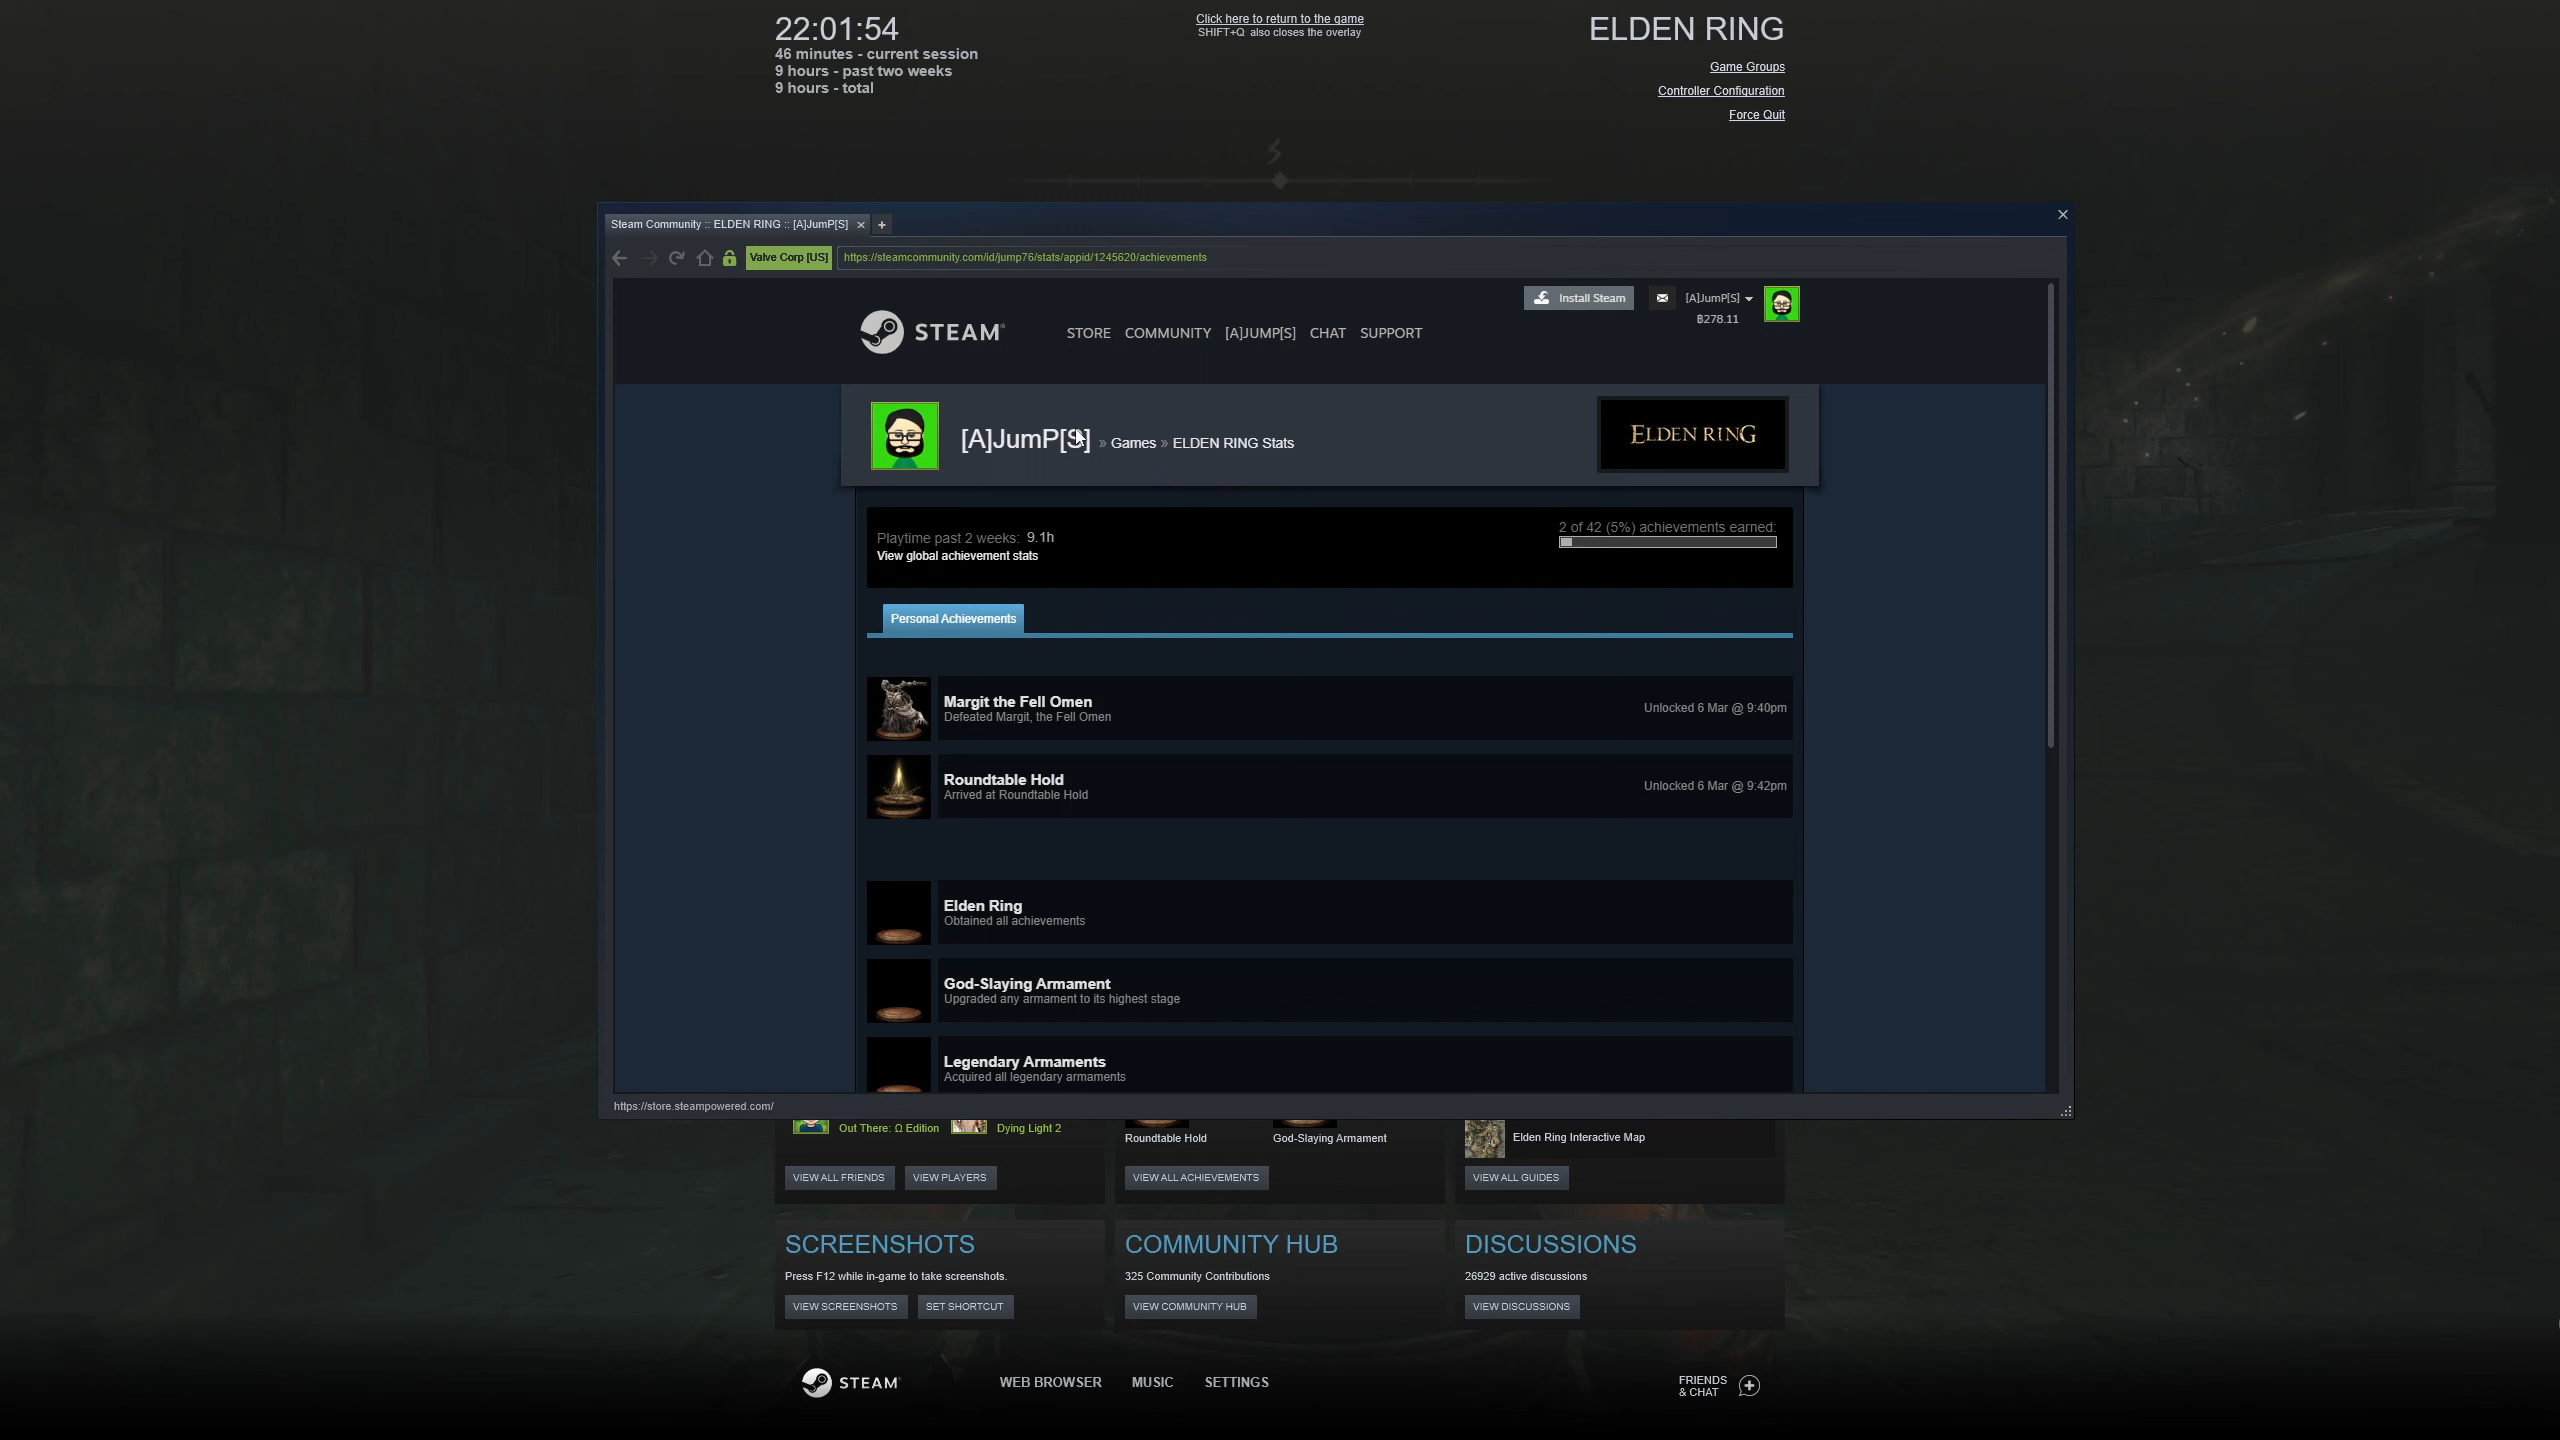 22:01:54
46 minutes - current session
9 hours - past two weeks
9 hours - total
Click here to return to the game
SHIFT+Q also closes the overlay
ELDEN RING
Game Groups
Controller Configuration
Force Quit
Steam Community :: ELDEN RING :: [A]JumP[S]
Valve Corp [US]
https://steamcommunity.com/id/jump76/stats/appid/1245620/achievements
Install Steam
[A]JumP[S]
฿278.11
STEAM
STORE COMMUNITY [A]JUMP[S] CHAT SUPPORT
[A]JumP[S] » Games » ELDEN RING Stats
ELDEN RING
Playtime past 2 weeks: 9.1h
View global achievement stats
2 of 42 (5%) achievements earned:
Personal Achievements
Margit the Fell Omen
Defeated Margit, the Fell Omen
Unlocked 6 Mar @ 9:40pm
Roundtable Hold
Arrived at Roundtable Hold
Unlocked 6 Mar @ 9:42pm
Elden Ring
Obtained all achievements
God-Slaying Armament
Upgraded any armament to its highest stage
Legendary Armaments
Acquired all legendary armaments
https://store.steampowered.com/
Out There: Ω Edition
Dying Light 2
Roundtable Hold
God-Slaying Armament
Elden Ring Interactive Map
VIEW ALL FRIENDS
VIEW PLAYERS
VIEW ALL ACHIEVEMENTS
VIEW ALL GUIDES
SCREENSHOTS
Press F12 while in-game to take screenshots.
VIEW SCREENSHOTS
SET SHORTCUT
COMMUNITY HUB
325 Community Contributions
VIEW COMMUNITY HUB
DISCUSSIONS
26929 active discussions
VIEW DISCUSSIONS
STEAM
WEB BROWSER
MUSIC
SETTINGS
FRIENDS
& CHAT